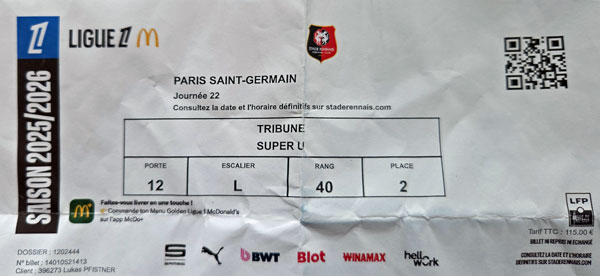 LIGUE 1
SAISON 2025/2026
STADE RENNAIS
PARIS SAINT-GERMAIN
Journée 22
Consultez la date et l'horaire définitifs sur staderennais.com
TRIBUNE
SUPER U
PORTE ESCALIER RANG PLACE
12 L 40 2
Faites-vous livrer en une touche !
Commande ton Menu Golden Ligue 1 McDonald's
sur l'app McDo+
LFP
Tarif TTC : 115.00 €
BILLET NI REPRIS NI ÉCHANGÉ
CONSULTEZ LA DATE ET L'HORAIRE
DÉFINITIFS SUR STADERENNAIS.COM
DOSSIER : 1202444
N° billet : 14010521413
Client : 396273 Lukas PFISTNER
PUMA BWT Blot WINAMAX hellowork